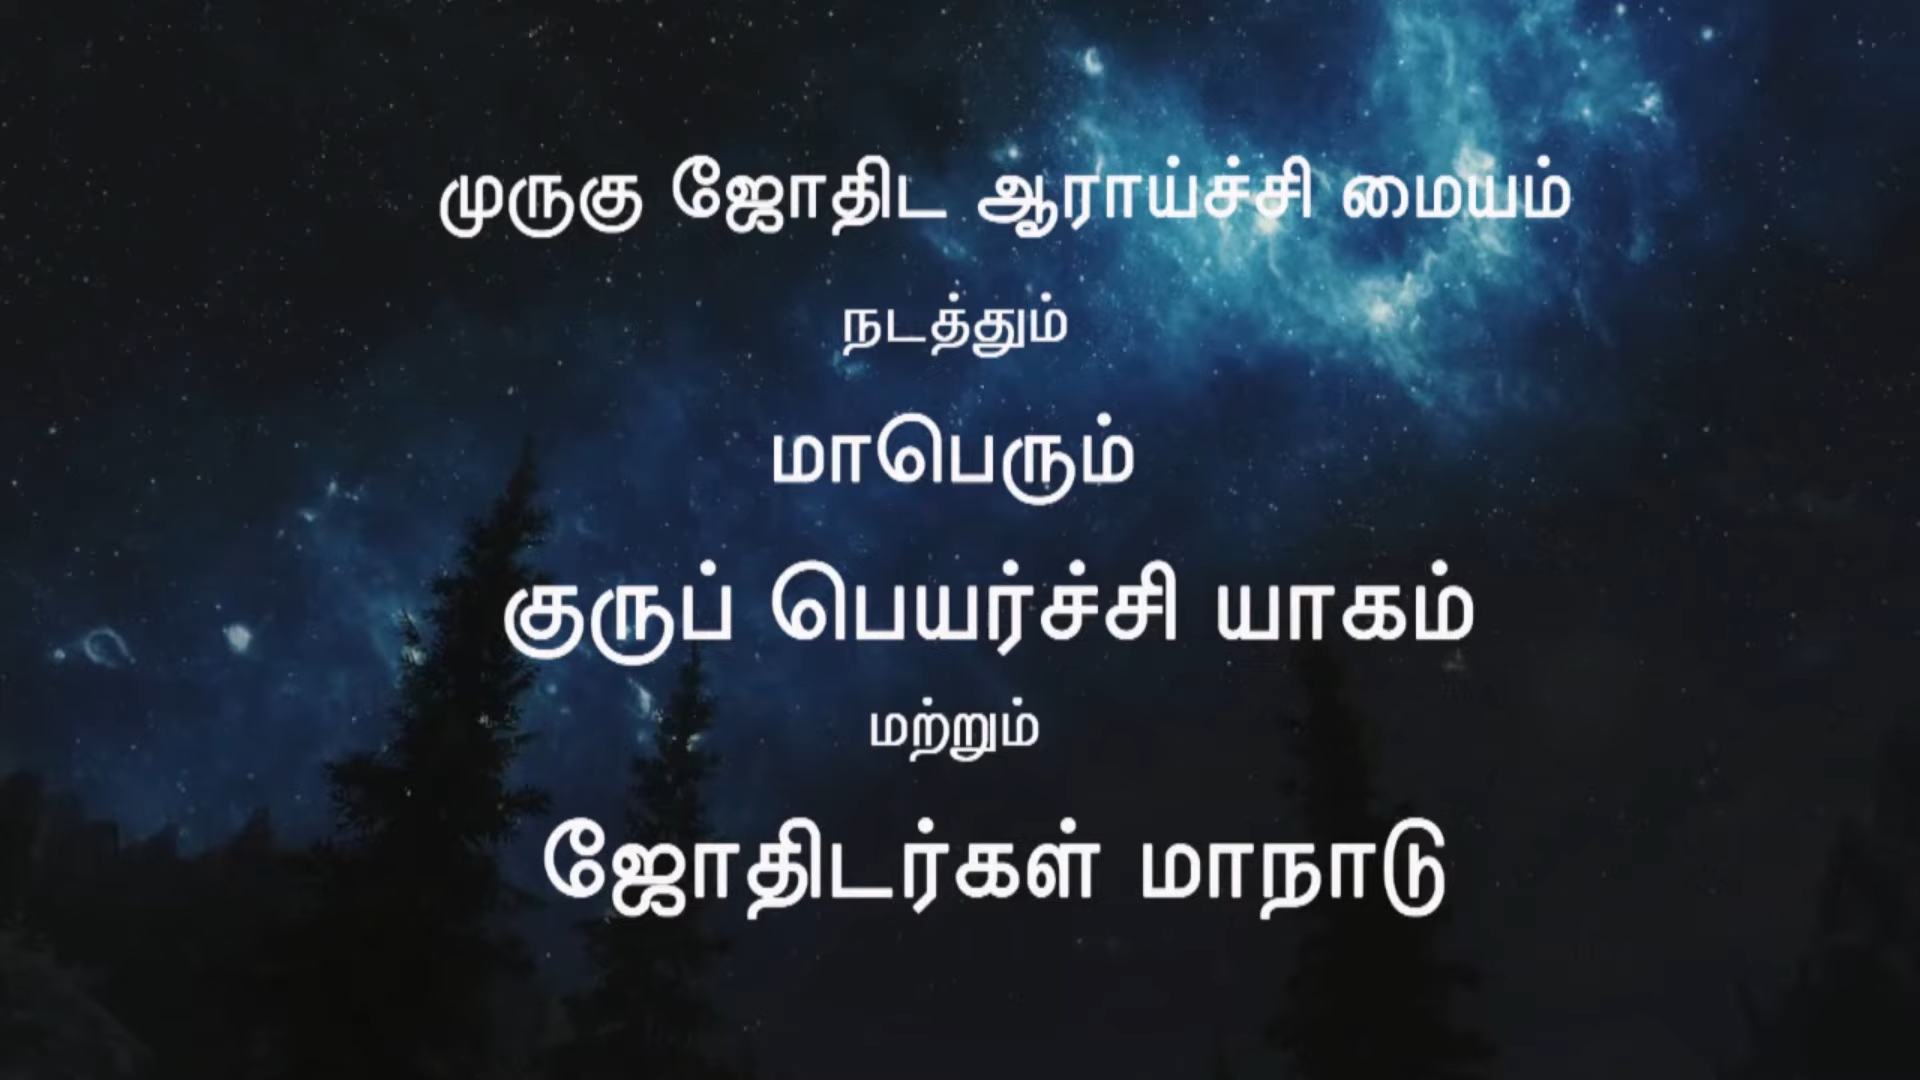 முருகு ஜோதிட ஆராய்ச்சி மையம்
நடத்தும்
மாபெரும்
குருப் பெயர்ச்சி யாகம்
மற்றும்
ஜோதிடர்கள் மாநாடு